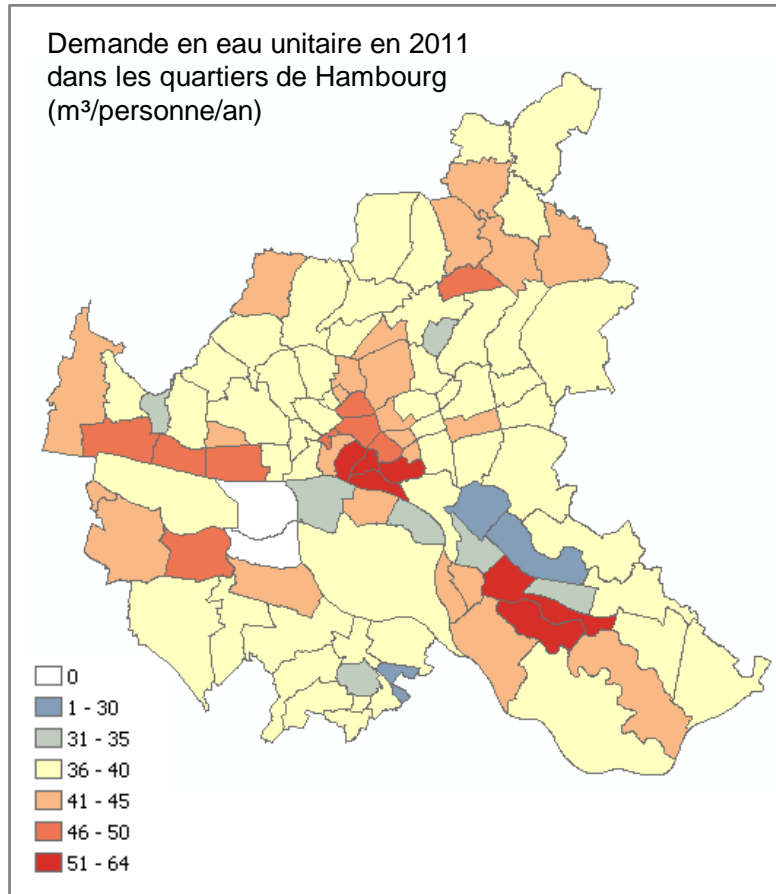 Demande en eau unitaire en 2011
dans les quartiers de Hambourg
(m³/personne/an)
0
1 - 30
31 - 35
36 - 40
41 - 45
46 - 50
51 - 64